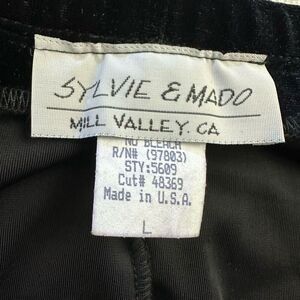 SYLVIE & MADO
MILL VALLEY. CA
NO BLEACH
R/N# (97803)
STY:5609
Cut# 48369
Made in U.S.A.
L